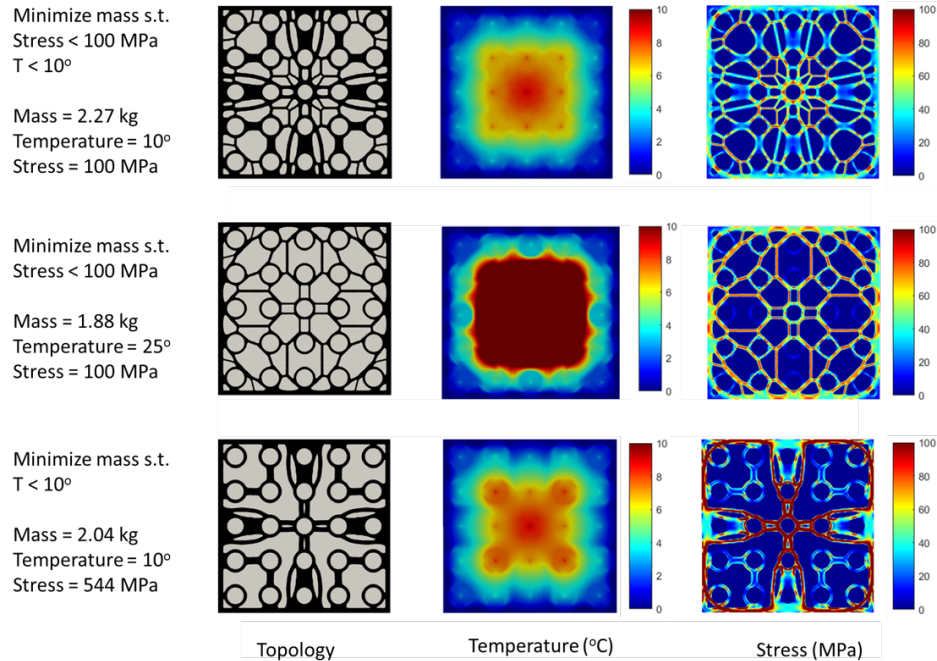 Minimize mass s.t.
Stress < 100 MPa
T < 10°
Mass = 2.27 kg
Temperature = 10°
Stress = 100 MPa
10
8
6
4
2
0
100
80
60
40
20
0
Minimize mass s.t.
Stress < 100 MPa
Mass = 1.88 kg
Temperature = 25°
Stress = 100 MPa
10
8
6
4
2
0
100
80
60
40
20
0
Minimize mass s.t.
T < 10°
Mass = 2.04 kg
Temperature = 10°
Stress = 544 MPa
10
8
6
4
2
0
100
80
60
40
20
0
Topology
Temperature (°C)
Stress (MPa)